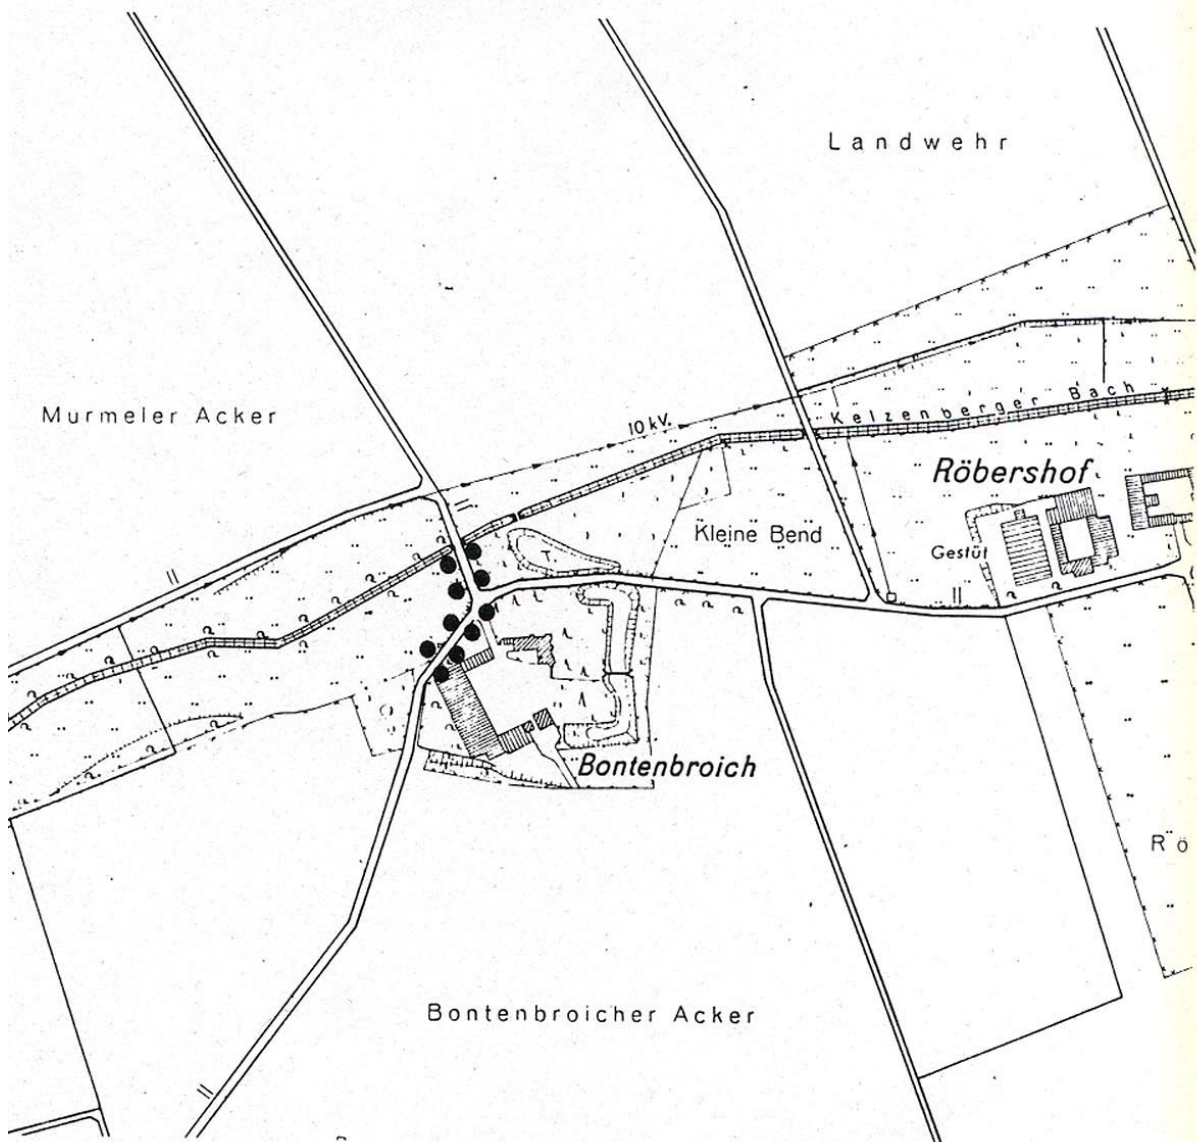 Landwehr
Murmeler Acker
10 kV.
Kelzenberger Bach
Röbershof
Kleine Bend
Gestüt
T
Bontenbroich
Rö
Bontenbroicher Acker